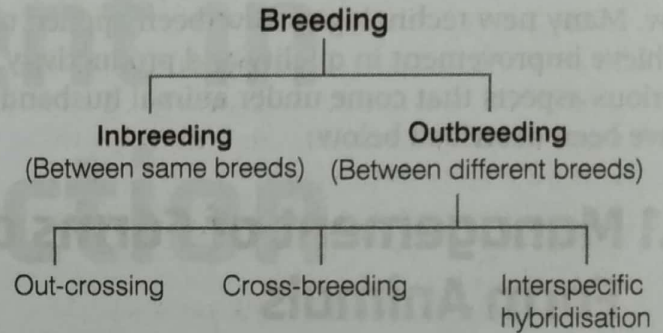 Breeding
Inbreeding
(Between same breeds)
Outbreeding
(Between different breeds)
Out-crossing
Cross-breeding
Interspecific
hybridisation